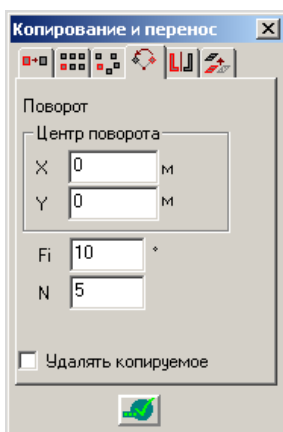 Копирование и перенос
Поворот
Центр поворота
X 0 м
Y 0 м
Fi 10 °
N 5
Удалять копируемое